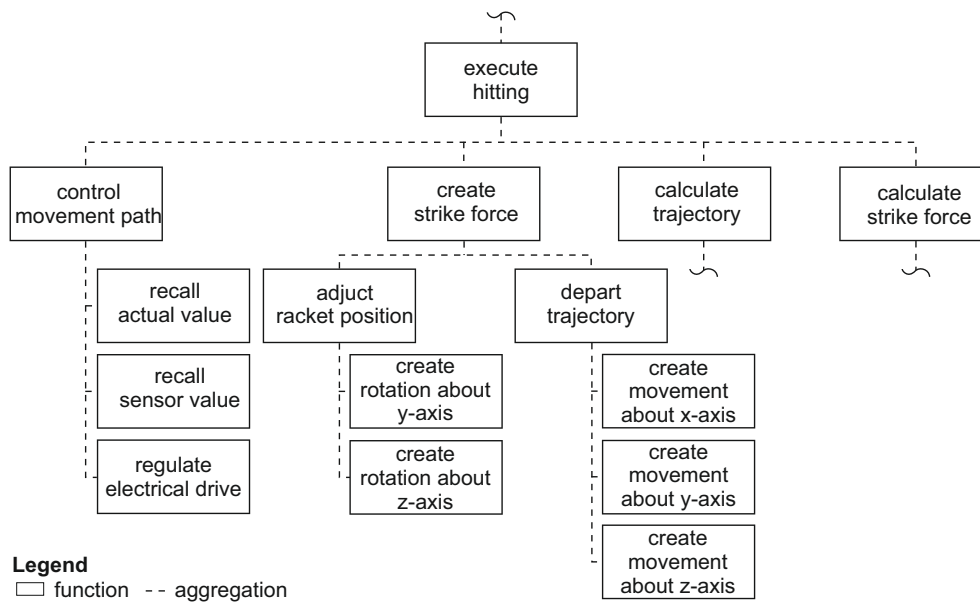 execute
hitting
control
movement path
create
strike force
calculate
trajectory
calculate
strike force
recall
actual value
recall
sensor value
regulate
electrical drive
adjuct
racket position
create
rotation about
y-axis
create
rotation about
z-axis
depart
trajectory
create
movement
about x-axis
create
movement
about y-axis
create
movement
about z-axis
Legend
function -- aggregation